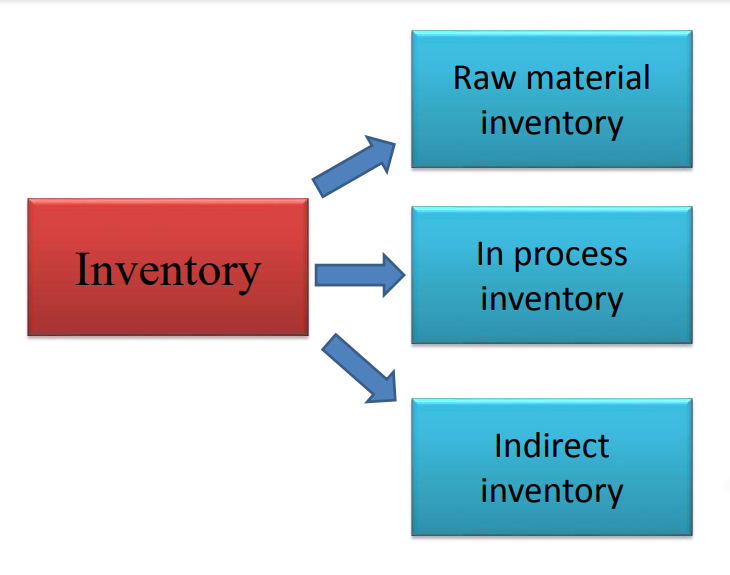 Inventory
Raw material
inventory
In process
inventory
Indirect
inventory